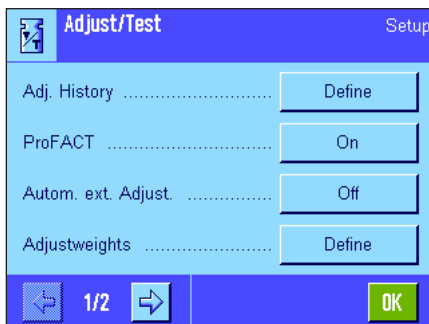 Adjust/Test Setup
Adj. History ............................ Define
ProFACT .............................. On
Autom. ext. Adjust. ................ Off
Adjustweights ....................... Define
1/2 OK